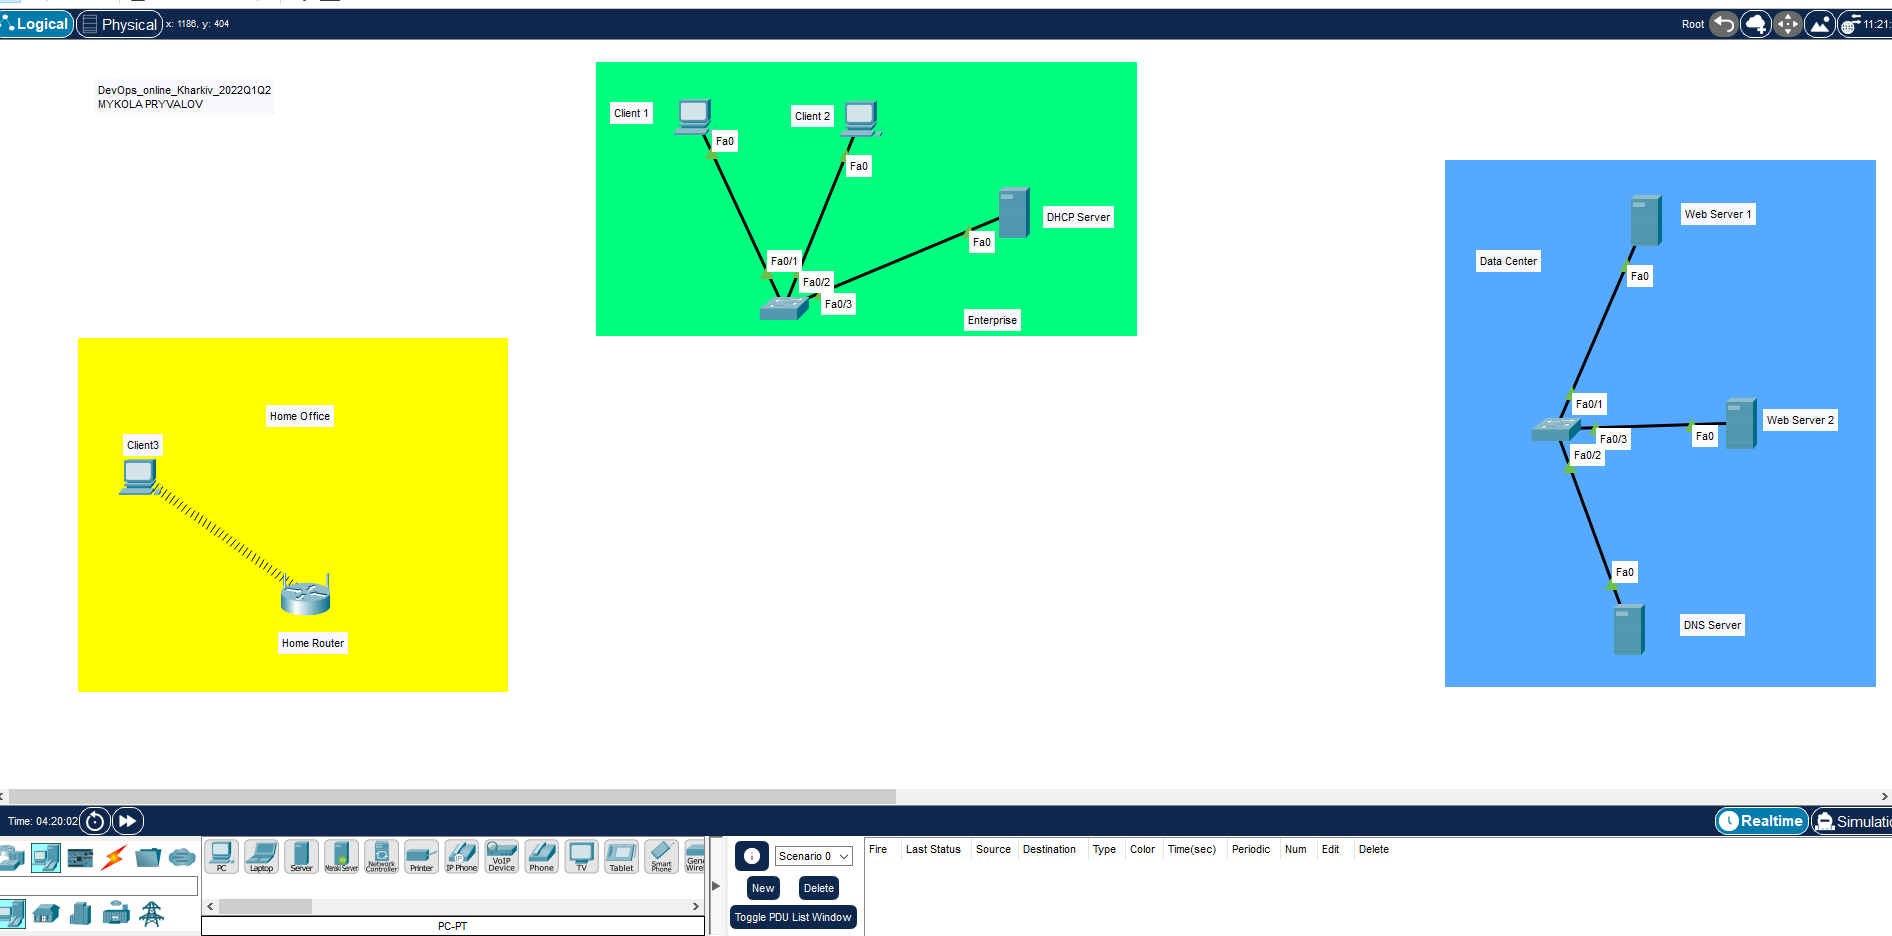 Logical
Physical
x: 1186, y: 404
Root
11:21:
DevOps_online_Kharkiv_2022Q1Q2
MYKOLA PRYVALOV
Client 1
Client 2
Fa0
Fa0
DHCP Server
Fa0
Fa0/1
Fa0/2
Fa0/3
Enterprise
Web Server 1
Data Center
Fa0
Fa0/1
Web Server 2
Fa0/3
Fa0
Fa0/2
Fa0
DNS Server
Home Office
Client3
Home Router
Time: 04:20:02
Realtime
Simulatio
PC
Laptop
Server
Meraki Server
Network Controller
Printer
IP Phone
VoIP Device
Phone
TV
Tablet
Smart Phone
Gene
Wire
PC-PT
Scenario 0
New
Delete
Toggle PDU List Window
Fire Last Status Source Destination Type Color Time(sec) Periodic Num Edit Delete